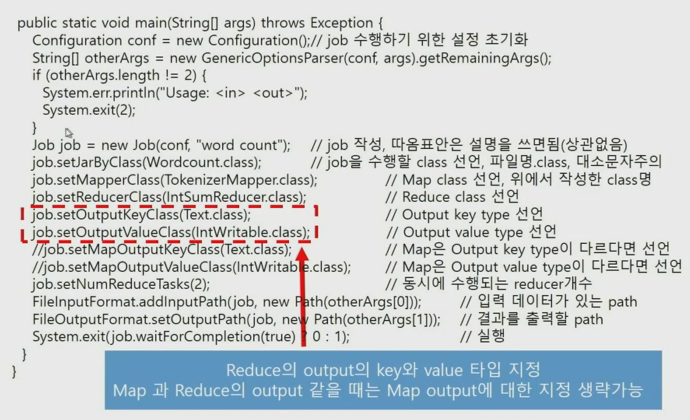 public static void main(String[] args) throws Exception {
Configuration conf = new Configuration();// job 수행하기 위한 설정 초기화
String[] otherArgs = new GenericOptionsParser(conf, args).getRemainingArgs();
if (otherArgs.length != 2) {
System.err.println("Usage: <in> <out>");
System.exit(2);
}
Job job = new Job(conf, "word count"); // job 작성, 따옴표안은 설명을 쓰면됨(상관없음)
job.setJarByClass(Wordcount.class); // job을 수행할 class 선언, 파일명.class, 대소문자주의
job.setMapperClass(TokenizerMapper.class); // Map class 선언, 위에서 작성한 class명
job.setReducerClass(IntSumReducer.class); // Reduce class 선언
job.setOutputKeyClass(Text.class); // Output key type 선언
job.setOutputValueClass(IntWritable.class); // Output value type 선언
//job.setMapOutputKeyClass(Text.class); // Map은 Output key type이 다르다면 선언
//job.setMapOutputValueClass(IntWritable.class); // Map은 Output value type이 다르다면 선언
job.setNumReduceTasks(2); // 동시에 수행되는 reducer개수
FileInputFormat.addInputPath(job, new Path(otherArgs[0])); // 입력 데이터가 있는 path
FileOutputFormat.setOutputPath(job, new Path(otherArgs[1])); // 결과를 출력할 path
System.exit(job.waitForCompletion(true) ? 0 : 1); // 실행
}
}
Reduce의 output의 key와 value 타입 지정
Map 과 Reduce의 output 같을 때는 Map output에 대한 지정 생략가능